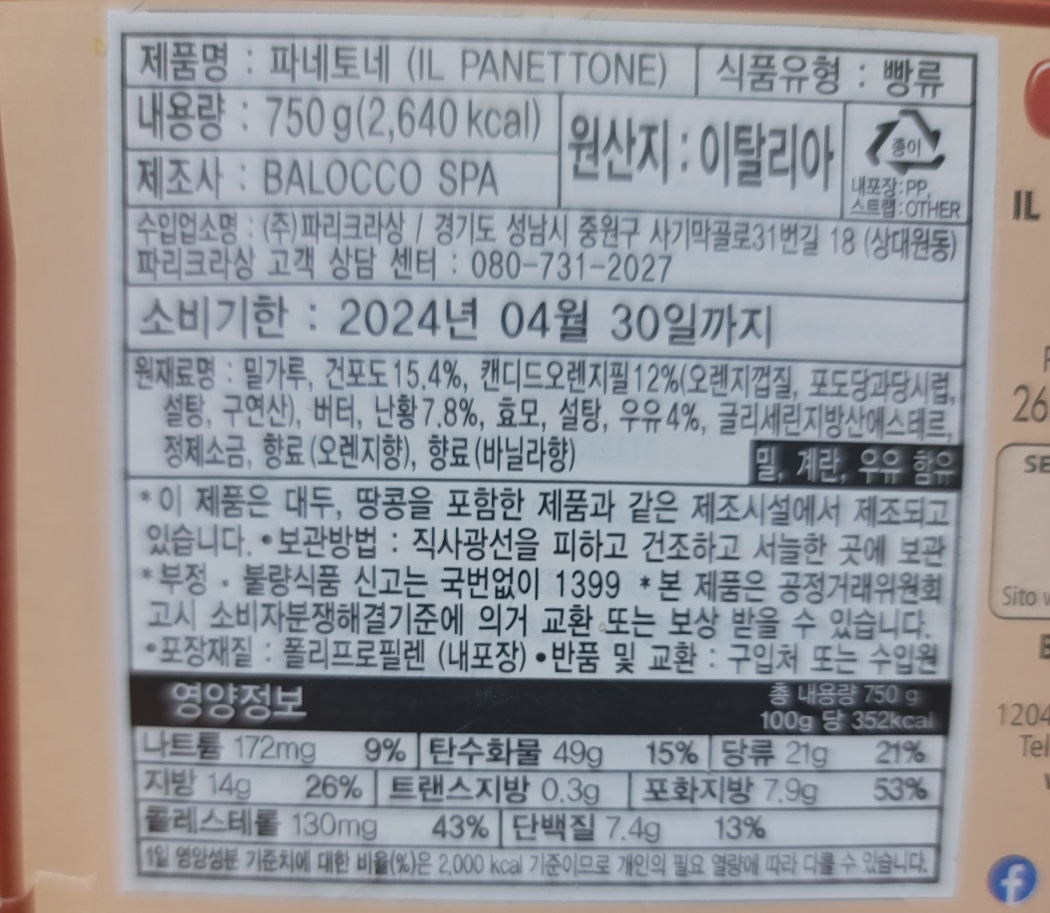 제품명 : 파네토네 (IL PANETTONE) 식품유형 : 빵류
내용량 : 750 g(2,640 kcal)
원산지 : 이탈리아
종이
내포장:PP,
스트랩:OTHER
제조사 : BALOCCO SPA
수입업소명 : (주)파리크라상 / 경기도 성남시 중원구 사기막골로31번길 18 (상대원동)
파리크라상 고객 상담 센터 : 080-731-2027
소비기한 : 2024년 04월 30일까지
원재료명 : 밀가루, 건포도15.4%, 캔디드오렌지필12%(오렌지껍질, 포도당과당시럽,
설탕, 구연산), 버터, 난황7.8%, 효모, 설탕, 우유4%, 글리세린지방산에스테르,
정제소금, 향료(오렌지향), 향료(바닐라향)
밀, 계란, 우유 함유
*이 제품은 대두, 땅콩을 포함한 제품과 같은 제조시설에서 제조되고
있습니다. •보관방법 : 직사광선을 피하고 건조하고 서늘한 곳에 보관
*부정 · 불량식품 신고는 국번없이 1399 *본 제품은 공정거래위원회
고시 소비자분쟁해결기준에 의거 교환 또는 보상 받을 수 있습니다.
•포장재질 : 폴리프로필렌 (내포장) •반품 및 교환 : 구입처 또는 수입원
영양정보
총 내용량 750 g
100g 당 352kcal
나트륨 172mg 9% 탄수화물 49g 15% 당류 21g 21%
지방 14g 26% 트랜스지방 0.3g 포화지방 7.9g 53%
콜레스테롤 130mg 43% 단백질 7.4g 13%
1일 영양성분 기준치에 대한 비율(%)은 2,000 kcal 기준이므로 개인의 필요 열량에 따라 다를 수 있습니다.
IL
26
SE
Sito
1204
Tel
f